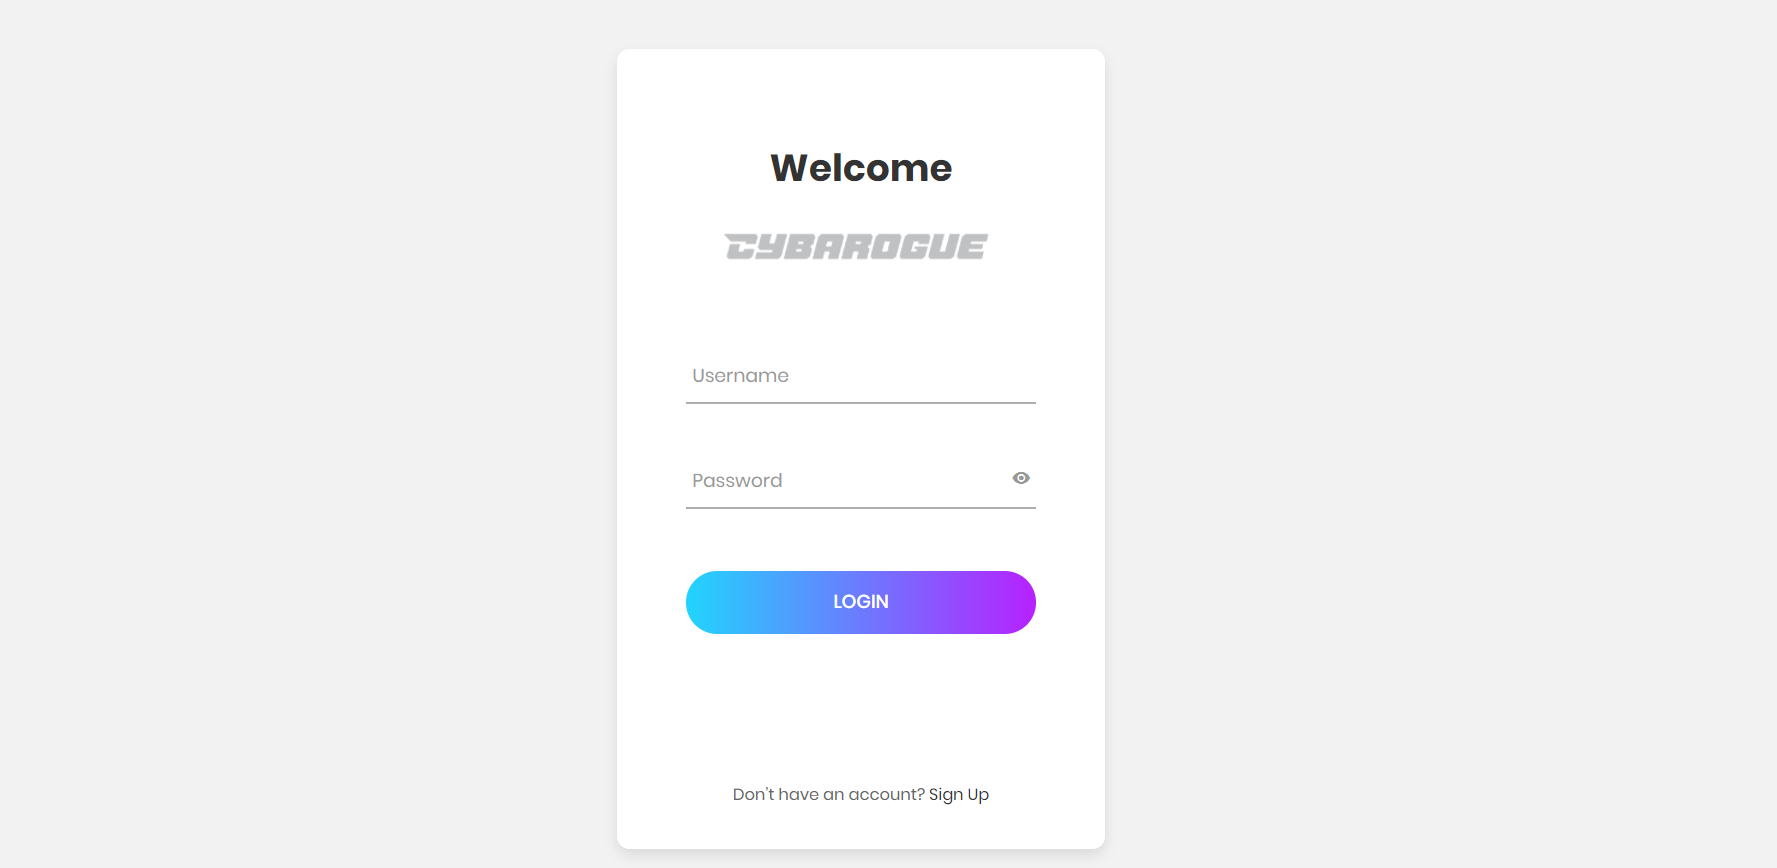 Welcome
CYBAROGUE
Username
Password
LOGIN
Don't have an account? Sign Up